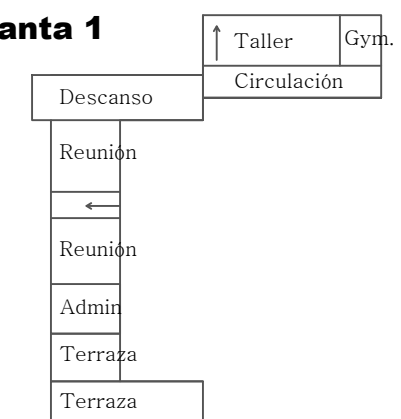 anta 1
Taller
Gym.
Circulación
Descanso
Reunión
Reunión
Admin
Terraza
Terraza